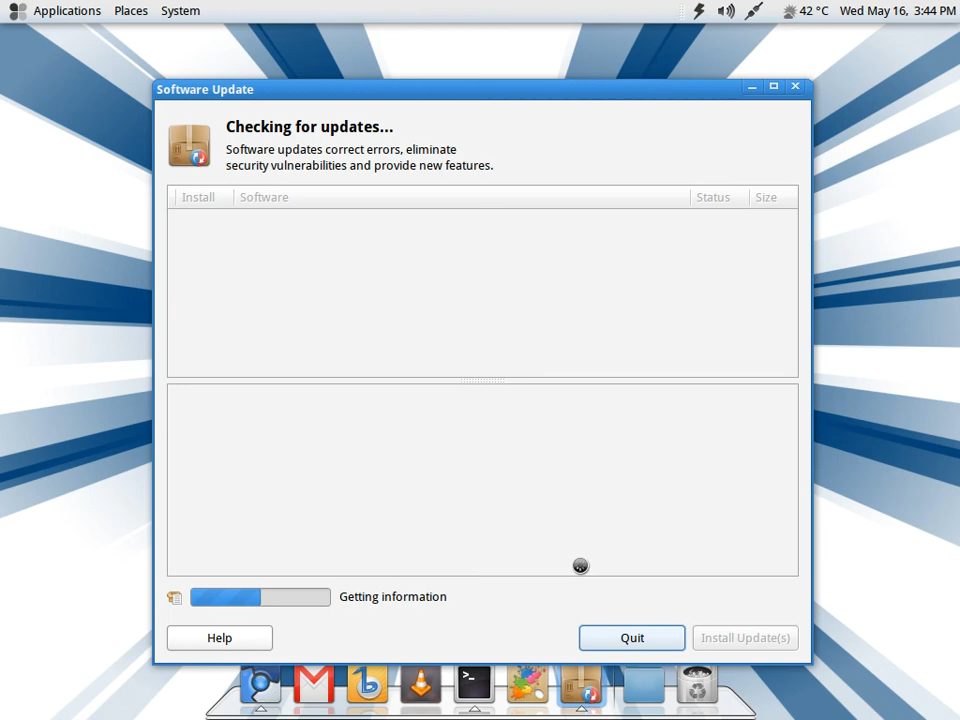 Applications Places System 42 °C Wed May 16, 3:44 PM
Software Update
Checking for updates...
Software updates correct errors, eliminate
security vulnerabilities and provide new features.
Install Software Status Size
Getting information
Help Quit Install Update(s)
>_